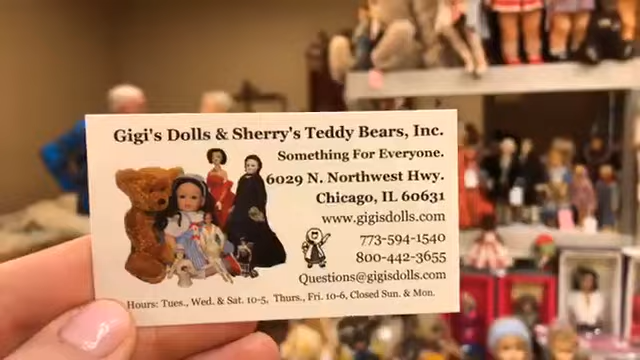 Gigi's Dolls & Sherry's Teddy Bears, Inc.
Something For Everyone.
6029 N. Northwest Hwy.
Chicago, IL 60631
www.gigisdolls.com
773-594-1540
800-442-3655
Questions@gigisdolls.com
Hours: Tues., Wed. & Sat. 10-5, Thurs., Fri. 10-6, Closed Sun. & Mon.